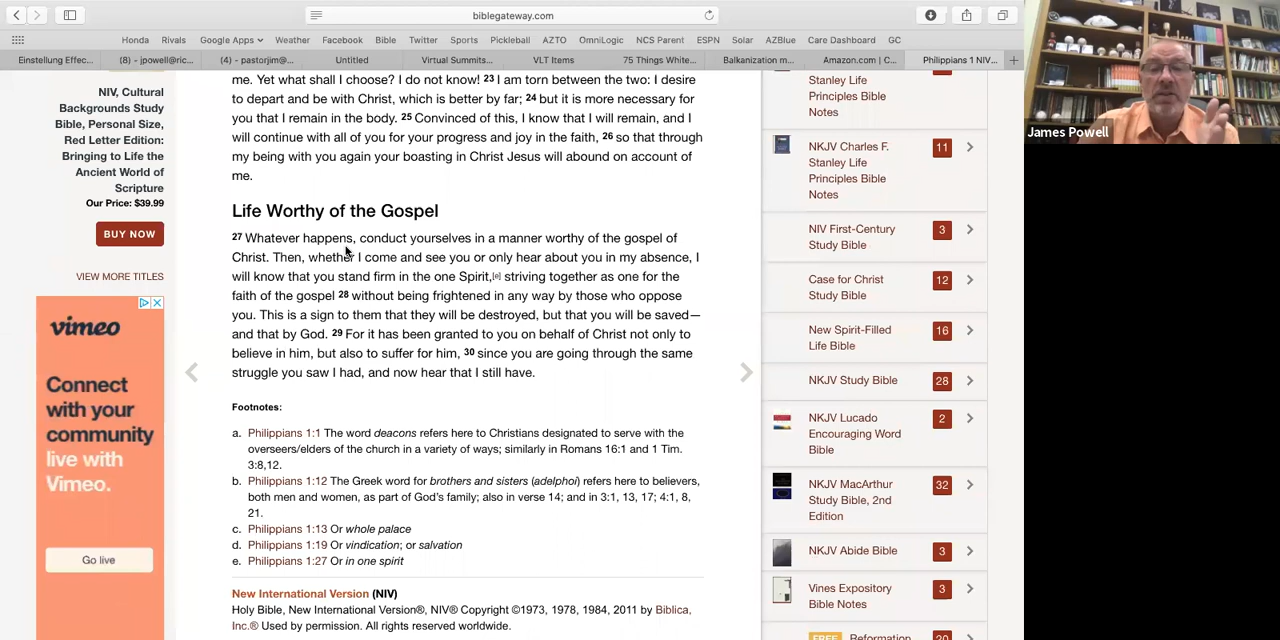 biblegateway.com
Honda Rivals Google Apps Weather Facebook Bible Twitter Sports Pickleball AZTO OmniLogic NCS Parent ESPN Solar AZBlue Care Dashboard GC
Einstellung Effec... (8) - jpowell@ric... (4) - pastorjim@... Untitled Virtual Summits... VLT Items 75 Things White... Balkanization m... Amazon.com | C... Philippians 1 NIV...
NIV, Cultural
Backgrounds Study
Bible, Personal Size,
Red Letter Edition:
Bringing to Life the
Ancient World of
Scripture
Our Price: $39.99
BUY NOW
VIEW MORE TITLES
vimeo
Connect
with your
community
live with
Vimeo.
Go live
me. Yet what shall I choose? I do not know! 23 I am torn between the two: I desire
to depart and be with Christ, which is better by far; 24 but it is more necessary for
you that I remain in the body. 25 Convinced of this, I know that I will remain, and I
will continue with all of you for your progress and joy in the faith, 26 so that through
my being with you again your boasting in Christ Jesus will abound on account of
me.
Life Worthy of the Gospel
27 Whatever happens, conduct yourselves in a manner worthy of the gospel of
Christ. Then, whether I come and see you or only hear about you in my absence, I
will know that you stand firm in the one Spirit,[e] striving together as one for the
faith of the gospel 28 without being frightened in any way by those who oppose
you. This is a sign to them that they will be destroyed, but that you will be saved—
and that by God. 29 For it has been granted to you on behalf of Christ not only to
believe in him, but also to suffer for him, 30 since you are going through the same
struggle you saw I had, and now hear that I still have.
Footnotes:
a. Philippians 1:1 The word deacons refers here to Christians designated to serve with the
overseers/elders of the church in a variety of ways; similarly in Romans 16:1 and 1 Tim.
3:8,12.
b. Philippians 1:12 The Greek word for brothers and sisters (adelphoi) refers here to believers,
both men and women, as part of God's family; also in verse 14; and in 3:1, 13, 17; 4:1, 8,
21.
c. Philippians 1:13 Or whole palace
d. Philippians 1:19 Or vindication; or salvation
e. Philippians 1:27 Or in one spirit
New International Version (NIV)
Holy Bible, New International Version®, NIV® Copyright ©1973, 1978, 1984, 2011 by Biblica,
Inc.® Used by permission. All rights reserved worldwide.
Stanley Life
Principles Bible
Notes
NKJV Charles F. 11
Stanley Life
Principles Bible
Notes
NIV First-Century 3
Study Bible
Case for Christ 12
Study Bible
New Spirit-Filled 16
Life Bible
NKJV Study Bible 28
NKJV Lucado 2
Encouraging Word
Bible
NKJV MacArthur 32
Study Bible, 2nd
Edition
NKJV Abide Bible 3
Vines Expository 3
Bible Notes
FREE Reformation 20
James Powell